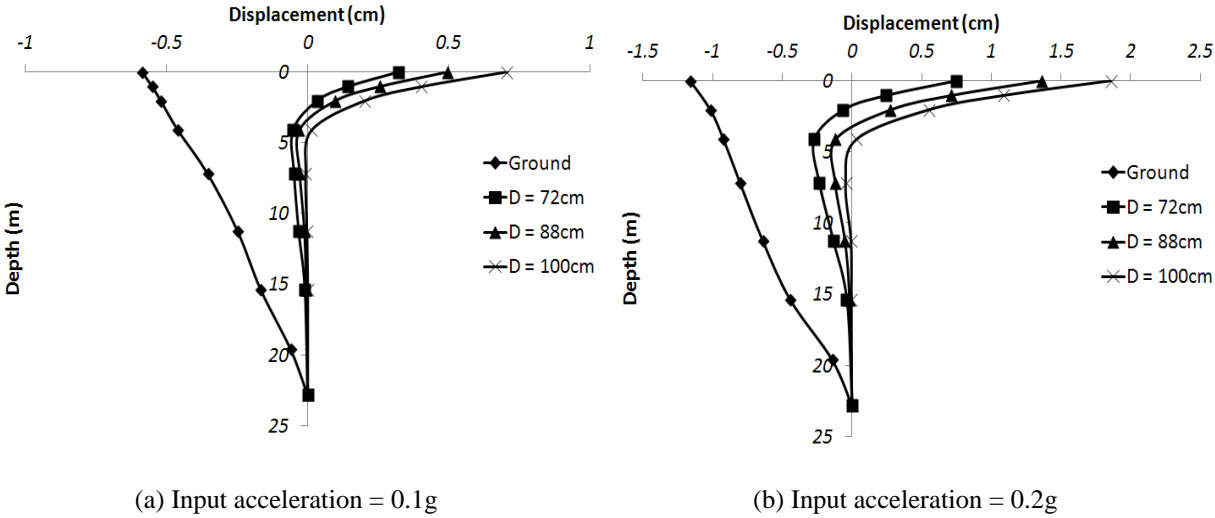 Displacement (cm)
-1 -0.5 0 0.5 1
0
5
10
15
20
25
Depth (m)
Ground
D = 72cm
D = 88cm
D = 100cm
(a) Input acceleration = 0.1g
Displacement (cm)
-1.5 -1 -0.5 0 0.5 1 1.5 2 2.5
0
5
10
15
20
25
Depth (m)
Ground
D = 72cm
D = 88cm
D = 100cm
(b) Input acceleration = 0.2g